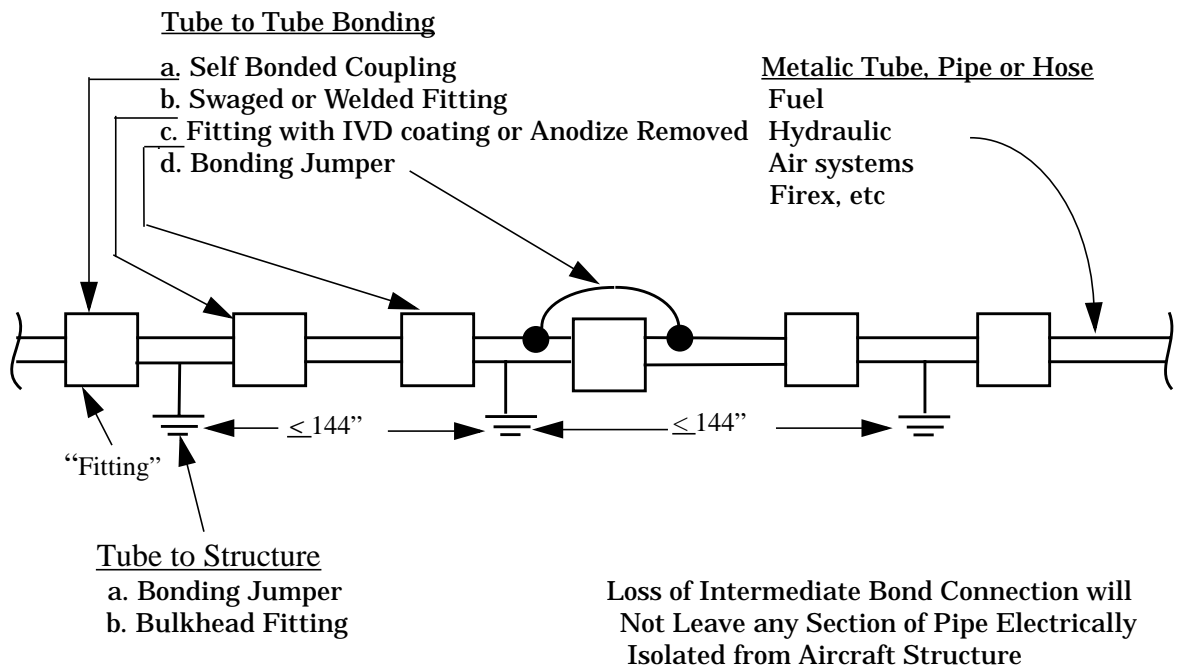 Tube to Tube Bonding
a. Self Bonded Coupling
b. Swaged or Welded Fitting
c. Fitting with IVD coating or Anodize Removed
d. Bonding Jumper
Metalic Tube, Pipe or Hose
Fuel
Hydraulic
Air systems
Firex, etc
≤ 144”
≤ 144”
“Fitting”
Tube to Structure
a. Bonding Jumper
b. Bulkhead Fitting
Loss of Intermediate Bond Connection will
Not Leave any Section of Pipe Electrically
Isolated from Aircraft Structure